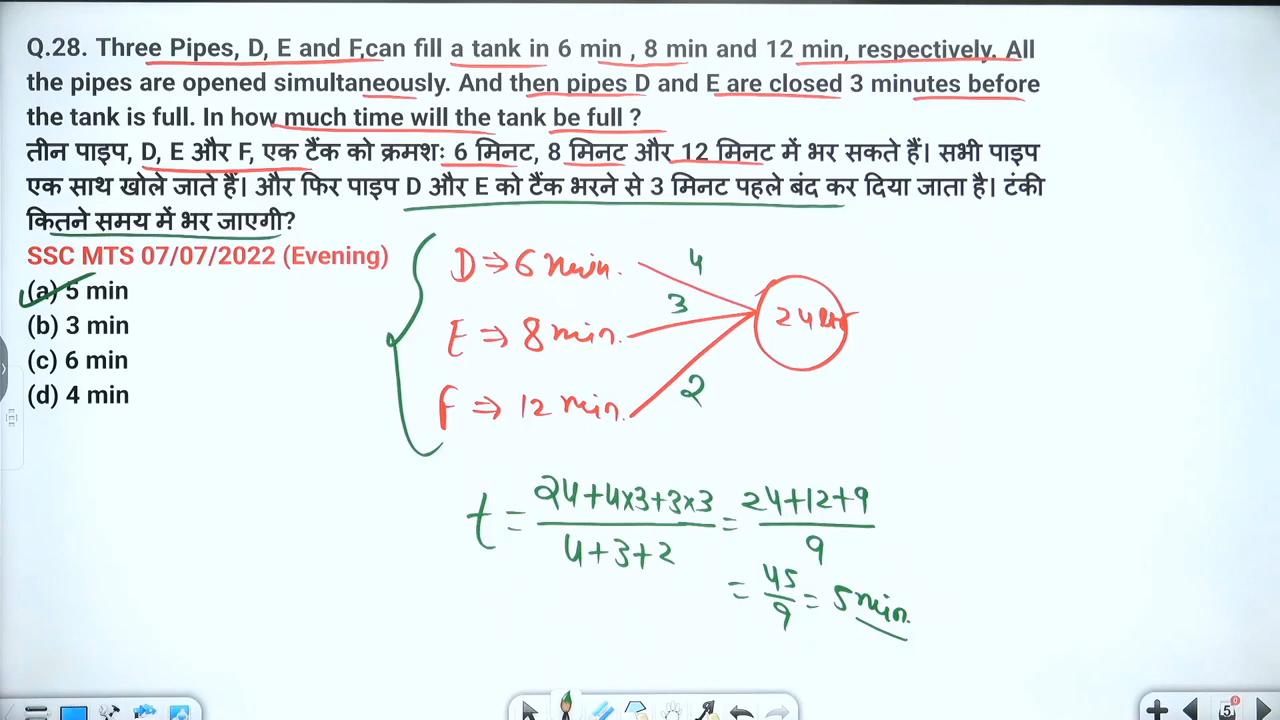 Q.28. Three Pipes, D, E and F,can fill a tank in 6 min , 8 min and 12 min, respectively. All
the pipes are opened simultaneously. And then pipes D and E are closed 3 minutes before
the tank is full. In how much time will the tank be full ?
तीन पाइप, D, E और F, एक टैंक को क्रमशः 6 मिनट, 8 मिनट और 12 मिनट में भर सकते हैं। सभी पाइप
एक साथ खोले जाते हैं। और फिर पाइप D और E को टैंक भरने से 3 मिनट पहले बंद कर दिया जाता है। टंकी
कितने समय में भर जाएगी?
SSC MTS 07/07/2022 (Evening)
(a) 5 min
(b) 3 min
(c) 6 min
(d) 4 min
D ⇒ 6 min. 4
E ⇒ 8 min. 3 24
F ⇒ 12 min. 2
t = (24+4×3+3×3)/(4+3+2) = (24+12+9)/9
= 45/9 = 5 min.
5